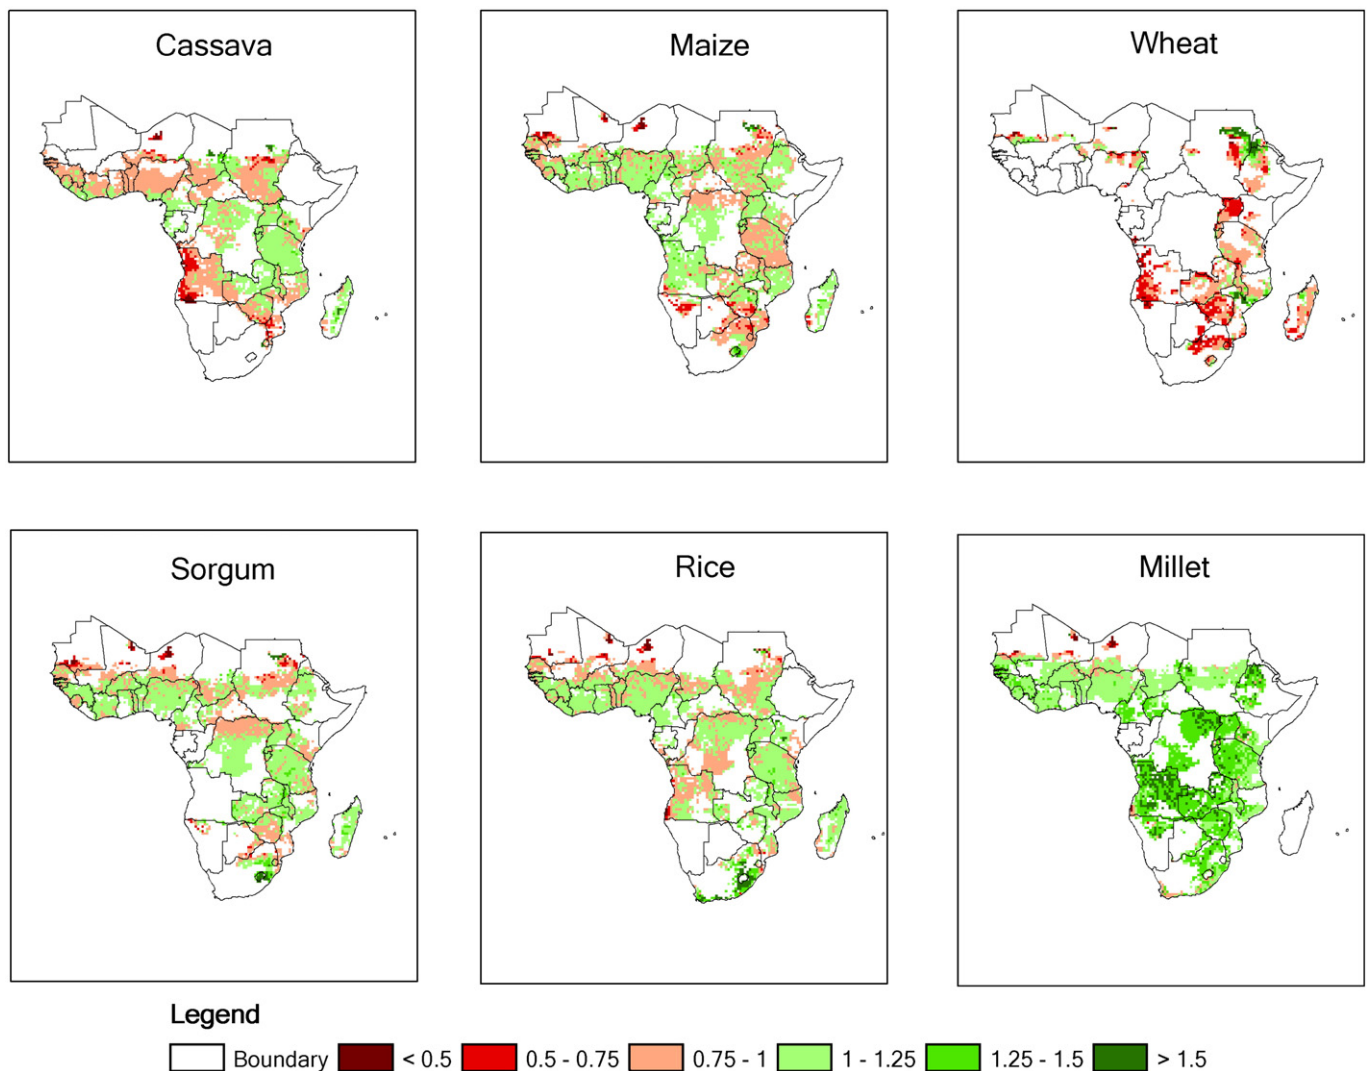 Cassava
Maize
Wheat
Sorgum
Rice
Millet
Legend
Boundary < 0.5 0.5 - 0.75 0.75 - 1 1 - 1.25 1.25 - 1.5 > 1.5